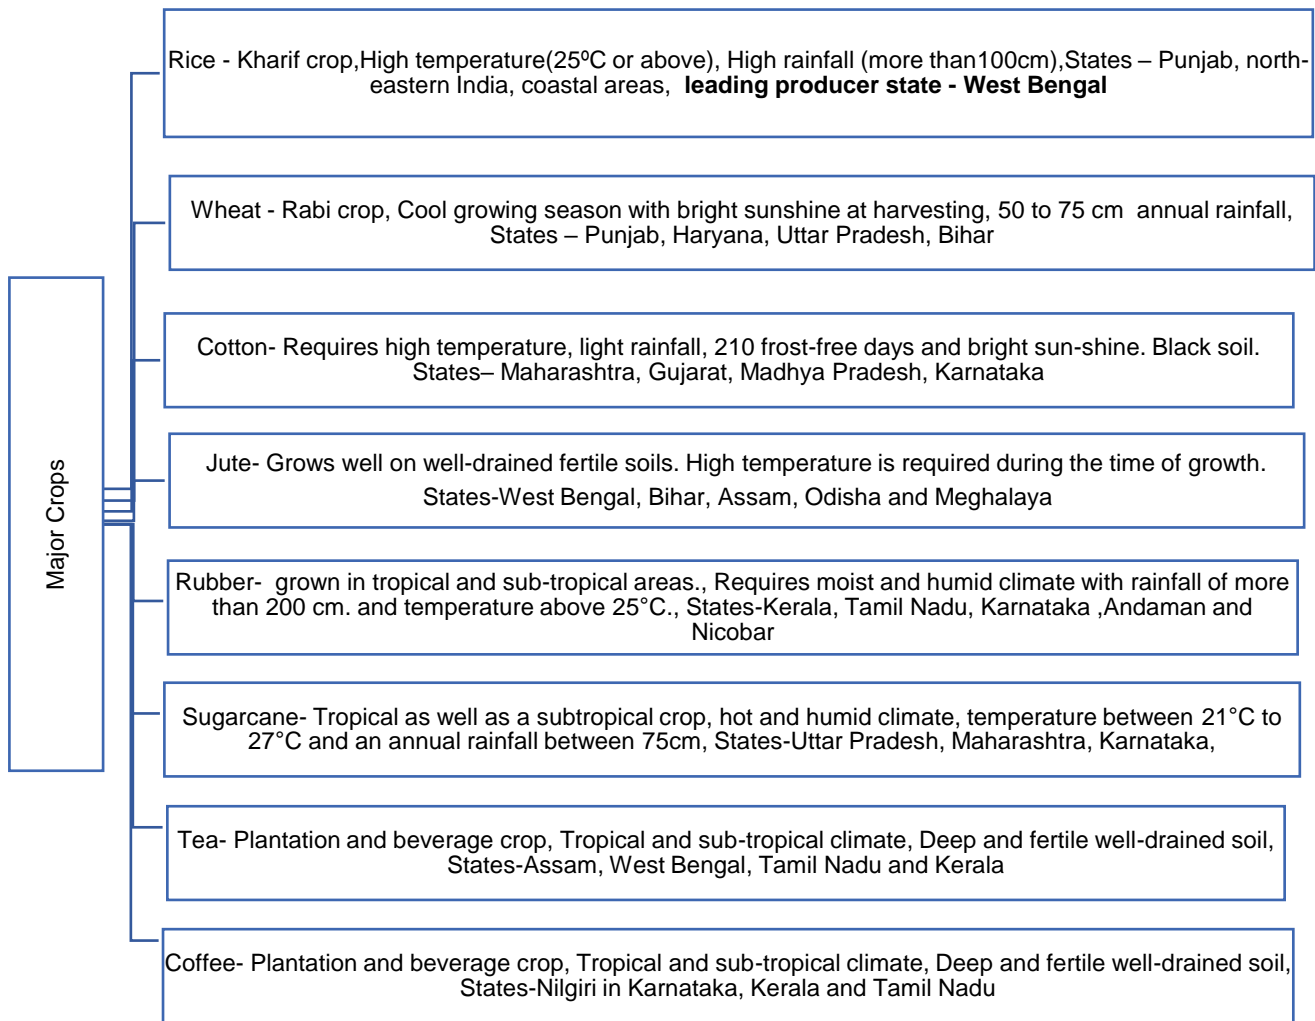 Major Crops
Rice - Kharif crop,High temperature(25ºC or above), High rainfall (more than100cm),States – Punjab, north-
eastern India, coastal areas,  leading producer state - West Bengal
Wheat - Rabi crop, Cool growing season with bright sunshine at harvesting, 50 to 75 cm  annual rainfall,
States – Punjab, Haryana, Uttar Pradesh, Bihar
Cotton- Requires high temperature, light rainfall, 210 frost-free days and bright sun-shine. Black soil.
States– Maharashtra, Gujarat, Madhya Pradesh, Karnataka
Jute- Grows well on well-drained fertile soils. High temperature is required during the time of growth.
States-West Bengal, Bihar, Assam, Odisha and Meghalaya
Rubber-  grown in tropical and sub-tropical areas., Requires moist and humid climate with rainfall of more
than 200 cm. and temperature above 25°C., States-Kerala, Tamil Nadu, Karnataka ,Andaman and
Nicobar
Sugarcane- Tropical as well as a subtropical crop, hot and humid climate, temperature between 21°C to
27°C and an annual rainfall between 75cm, States-Uttar Pradesh, Maharashtra, Karnataka,
Tea- Plantation and beverage crop, Tropical and sub-tropical climate, Deep and fertile well-drained soil,
States-Assam, West Bengal, Tamil Nadu and Kerala
Coffee- Plantation and beverage crop, Tropical and sub-tropical climate, Deep and fertile well-drained soil,
States-Nilgiri in Karnataka, Kerala and Tamil Nadu